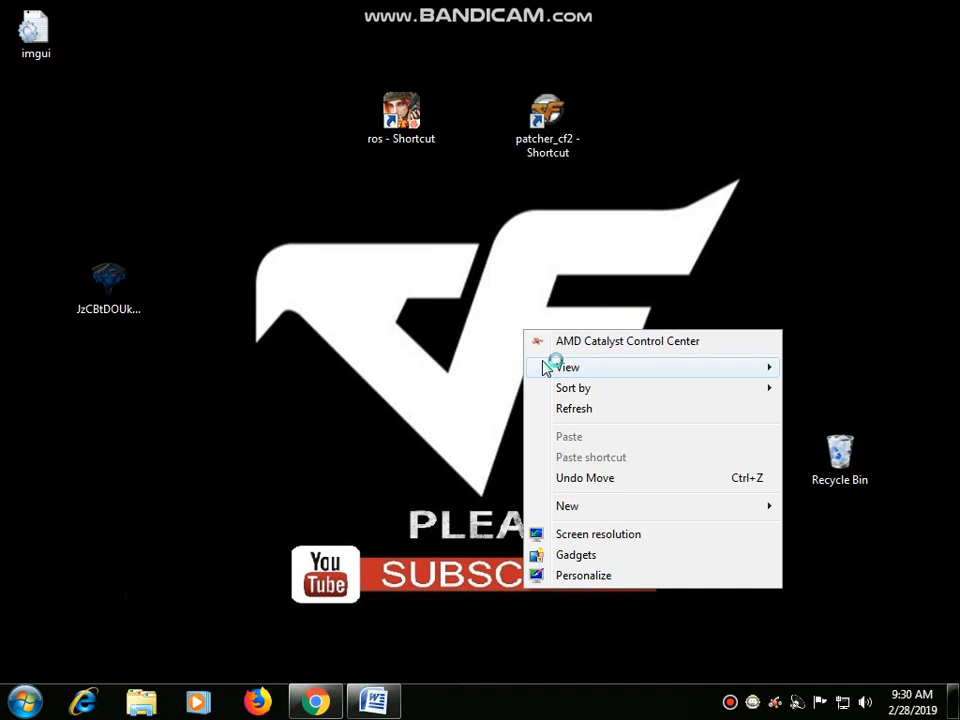 www.BANDICAM.com
imgui
ros - Shortcut
patcher_cf2 -
Shortcut
JzCBtDOUk...
AMD Catalyst Control Center
View
Sort by
Refresh
Paste
Paste shortcut
Undo Move Ctrl+Z
New
Screen resolution
Gadgets
Personalize
Recycle Bin
PLEA
You
Tube
SUBSC
9:30 AM
2/28/2019